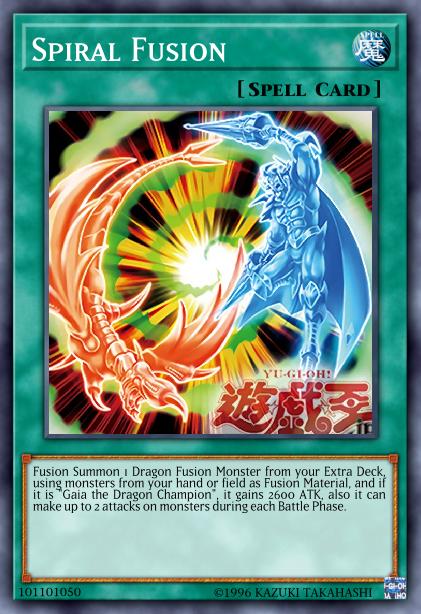 Spiral Fusion
SPELL
魔
[Spell Card]
YU-GI-OH!
遊☆戯☆王
Fusion Summon 1 Dragon Fusion Monster from your Extra Deck,
using monsters from your hand or field as Fusion Material, and if
it is "Gaia the Dragon Champion", it gains 2600 ATK, also it can
make up to 2 attacks on monsters during each Battle Phase.
101101050
©1996 KAZUKI TAKAHASHI